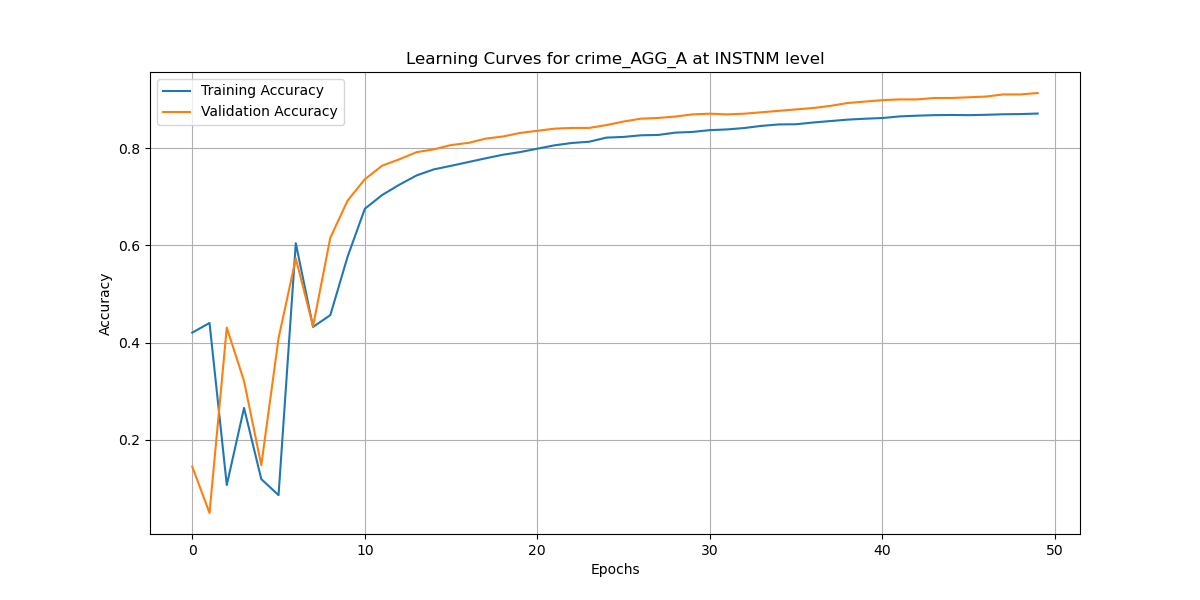 Learning Curves for crime_AGG_A at INSTNM level
Training Accuracy
Validation Accuracy
0.8
0.6
0.4
0.2
Accuracy
0 10 20 30 40 50
Epochs